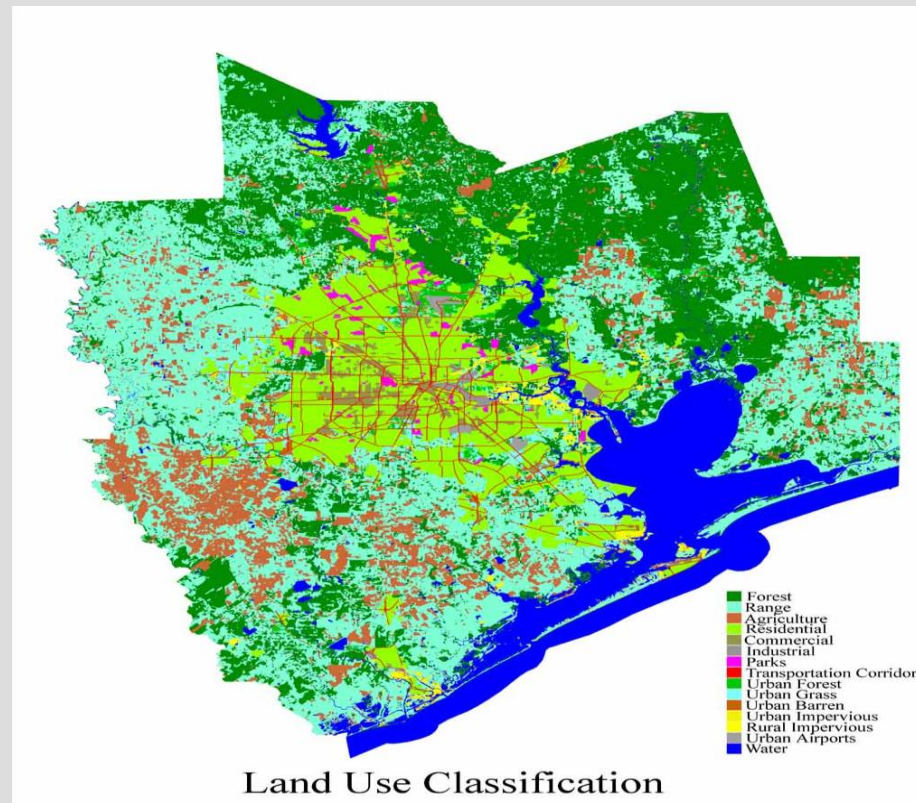 Forest
Range
Agriculture
Residential
Commercial
Industrial
Parks
Transportation Corridor
Urban Forest
Urban Grass
Urban Barren
Urban Impervious
Rural Impervious
Urban Airports
Water
Land Use Classification